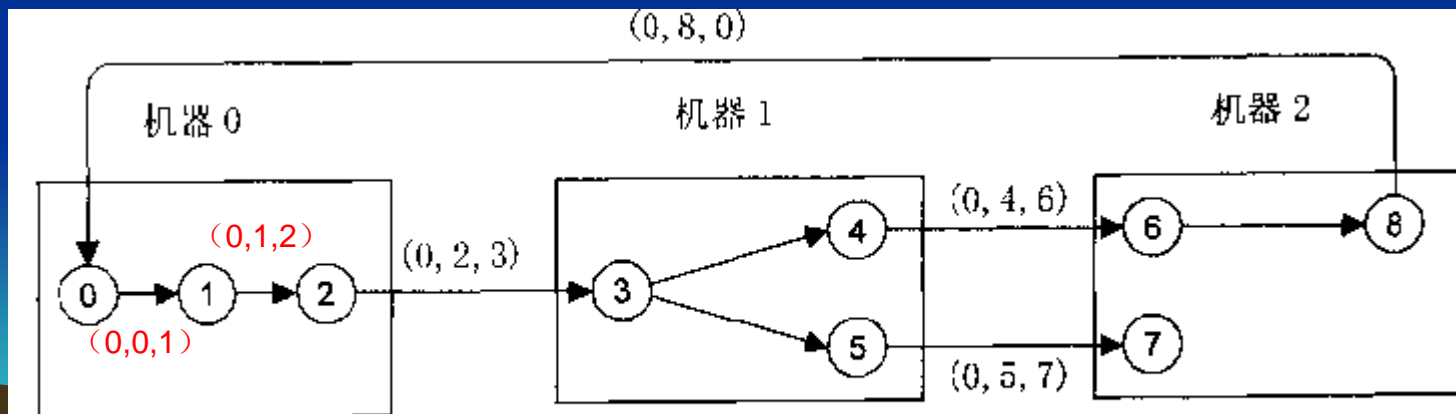 (0, 8, 0)
机器 0
机器 1
机器 2
（0,1,2）
(0, 2, 3)
(0, 4, 6)
0
1
2
3
4
5
6
7
8
（0,0,1）
(0, 5, 7)